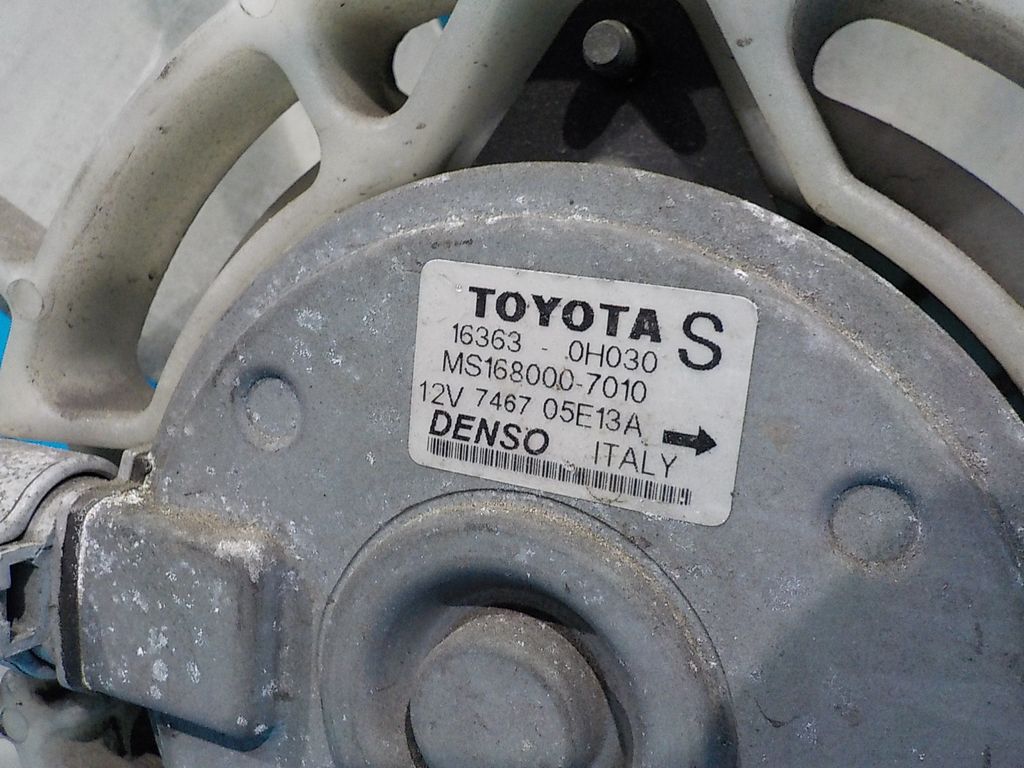 TOYOTA S
16363 - 0H030
MS168000-7010
12V 7467 05E13A
DENSO ITALY